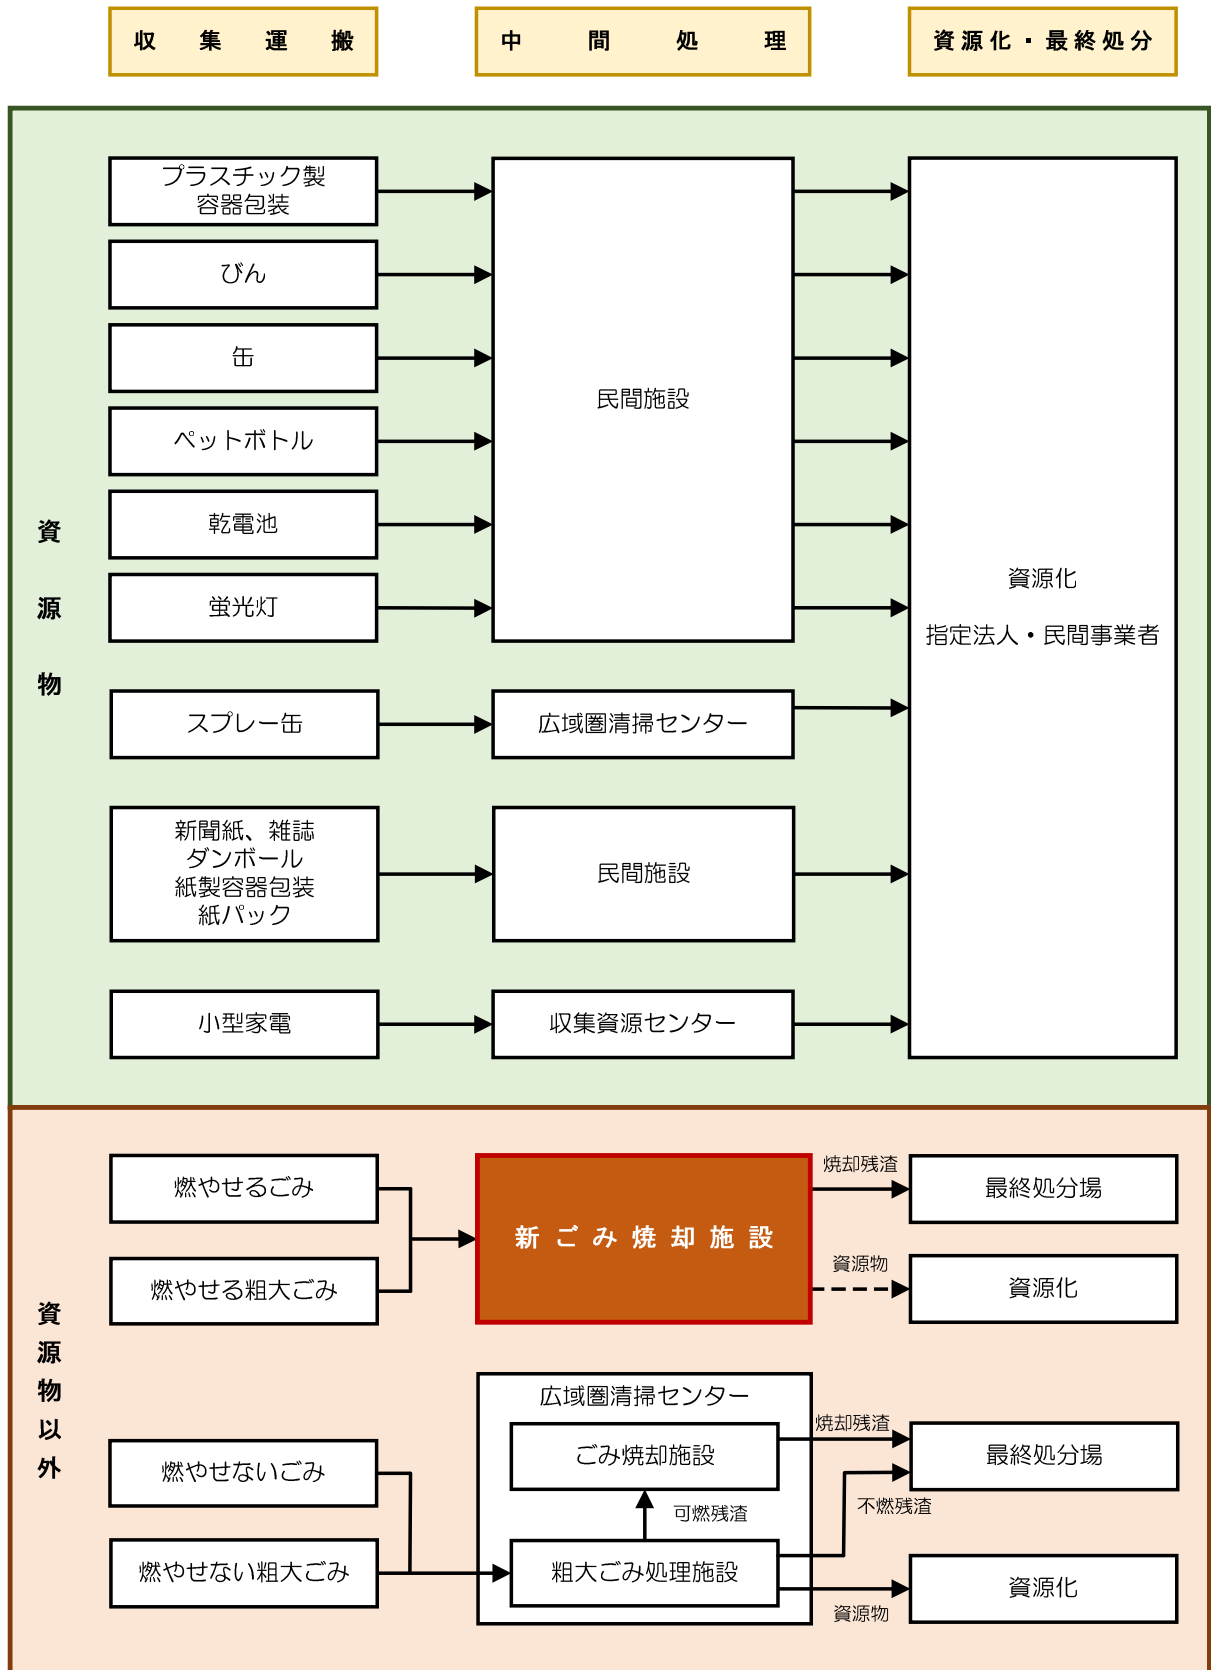 収集運搬
中間処理
資源化・最終処分
資源物
プラスチック製
容器包装
びん
缶
ペットボトル
乾電池
蛍光灯
民間施設
資源化
指定法人・民間事業者
スプレー缶
広域圏清掃センター
新聞紙、雑誌
ダンボール
紙製容器包装
紙パック
民間施設
小型家電
収集資源センター
資源物以外
燃やせるごみ
燃やせる粗大ごみ
新ごみ焼却施設
焼却残渣
最終処分場
資源物
資源化
燃やせないごみ
燃やせない粗大ごみ
広域圏清掃センター
ごみ焼却施設
可燃残渣
粗大ごみ処理施設
焼却残渣
最終処分場
不燃残渣
資源化
資源物